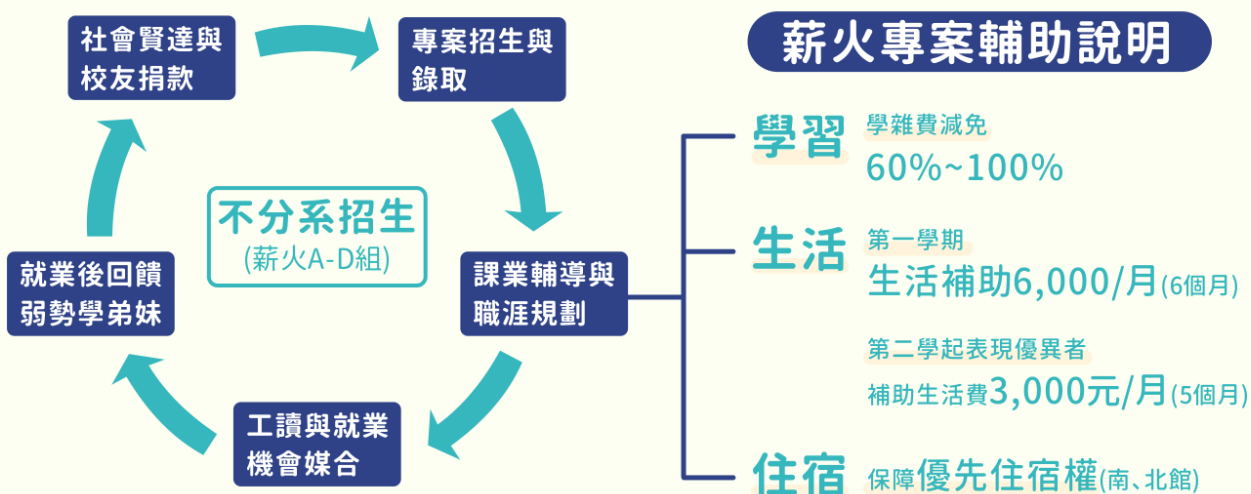 社會賢達與
校友捐款
專案招生與
錄取
課業輔導與
職涯規劃
工讀與就業
機會媒合
就業後回饋
弱勢學弟妹
不分系招生
(薪火A-D組)
薪火專案輔助說明
學習 學雜費減免
60%~100%
生活 第一學期
生活補助6,000/月(6個月)
第二學起表現優異者
補助生活費3,000元/月(5個月)
住宿 保障優先住宿權(南、北館)